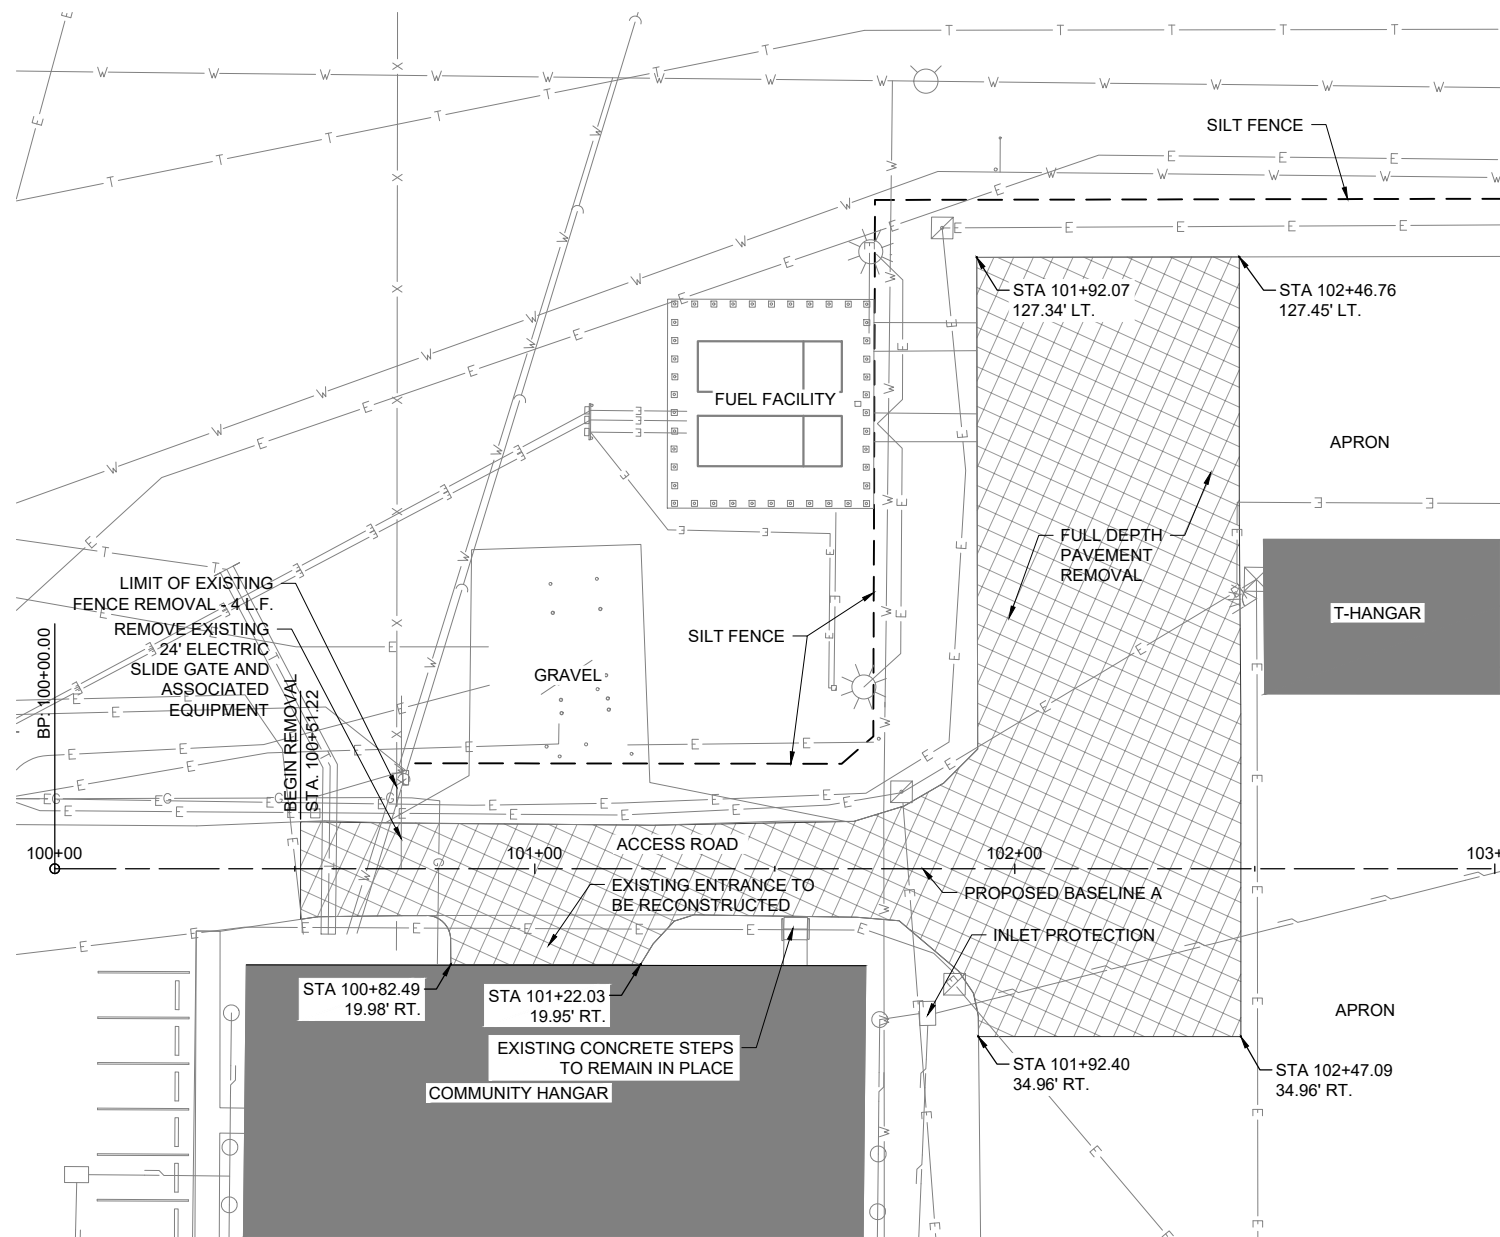 SILT FENCE
STA 101+92.07
127.34' LT.
STA 102+46.76
127.45' LT.
FUEL FACILITY
APRON
FULL DEPTH
PAVEMENT
REMOVAL
LIMIT OF EXISTING
FENCE REMOVAL - 4 L.F.
T-HANGAR
REMOVE EXISTING
24' ELECTRIC
SLIDE GATE AND
ASSOCIATED
EQUIPMENT
SILT FENCE
GRAVEL
BP: 100+00.00
BEGIN REMOVAL
STA. 100+51.22
ACCESS ROAD
100+00
101+00
102+00
103+
EXISTING ENTRANCE TO
BE RECONSTRUCTED
PROPOSED BASELINE A
INLET PROTECTION
STA 100+82.49
19.98' RT.
STA 101+22.03
19.95' RT.
APRON
EXISTING CONCRETE STEPS
TO REMAIN IN PLACE
STA 101+92.40
34.96' RT.
STA 102+47.09
34.96' RT.
COMMUNITY HANGAR